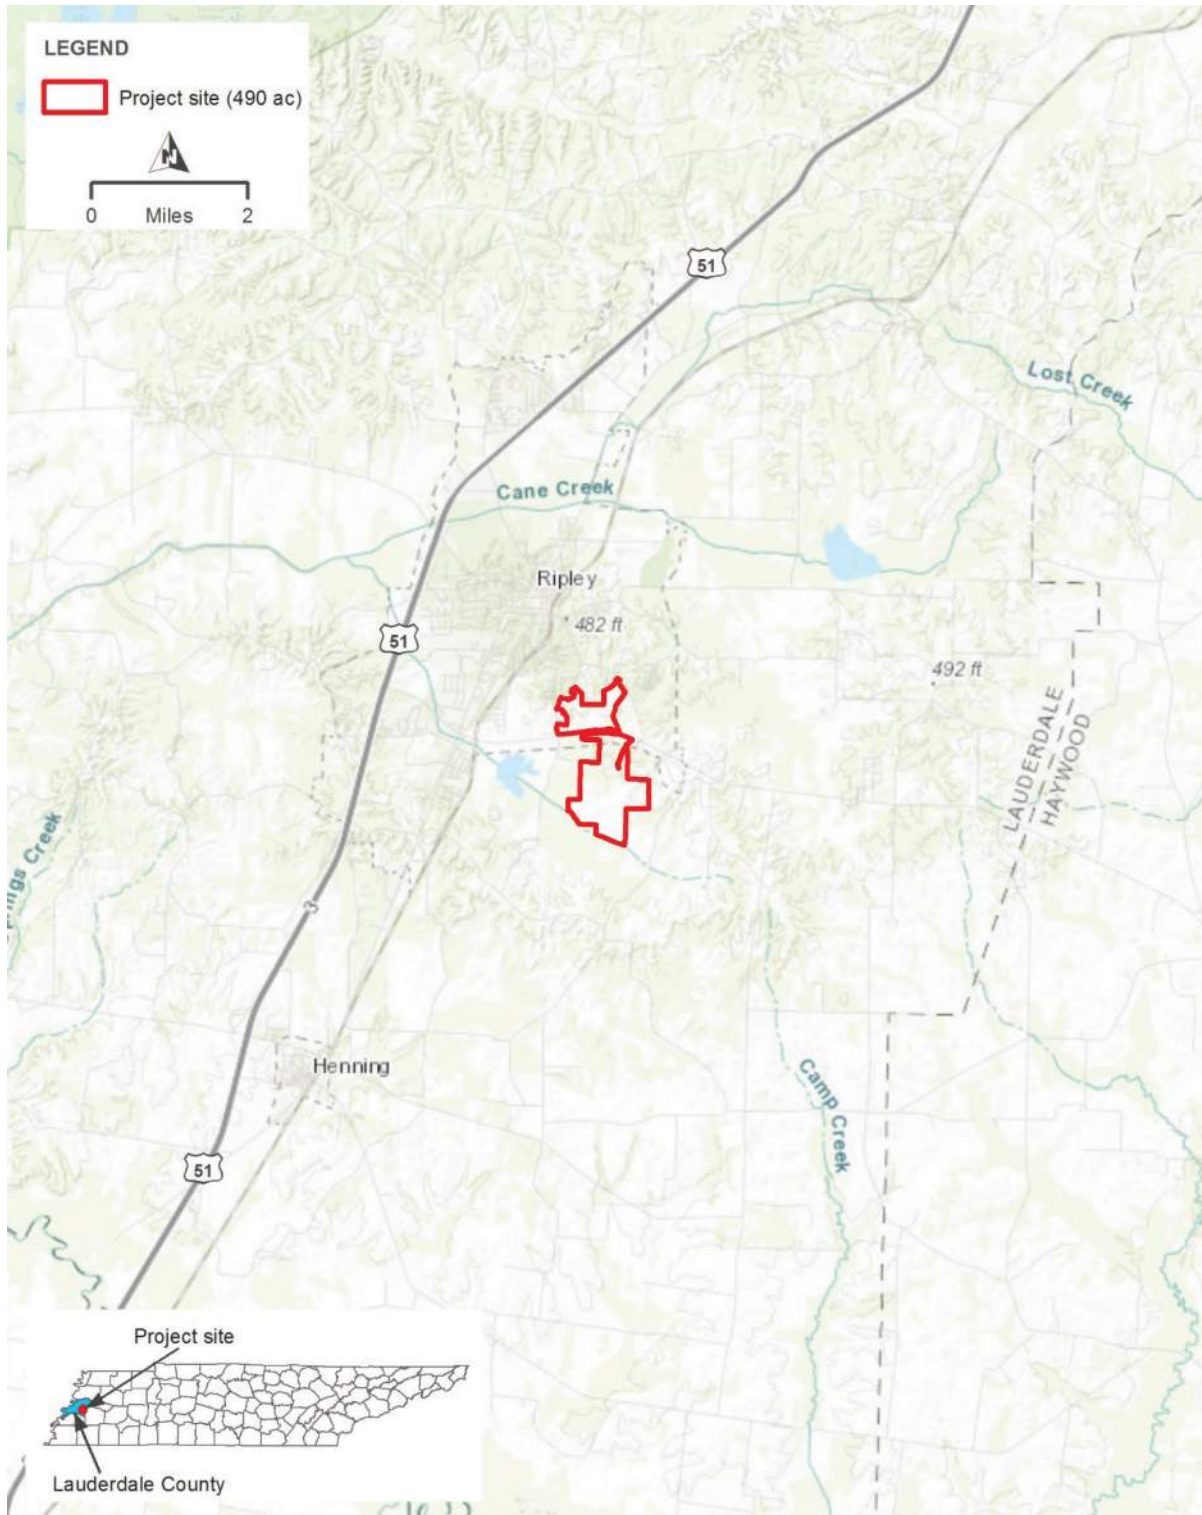 LEGEND
Project site (490 ac)
N
0 Miles 2
51
Lost Creek
Cane Creek
Ripley
482 ft
51
492 ft
LAUDERDALE
HAYWOOD
ings Creek
3
Henning
Camp Creek
51
Project site
Lauderdale County